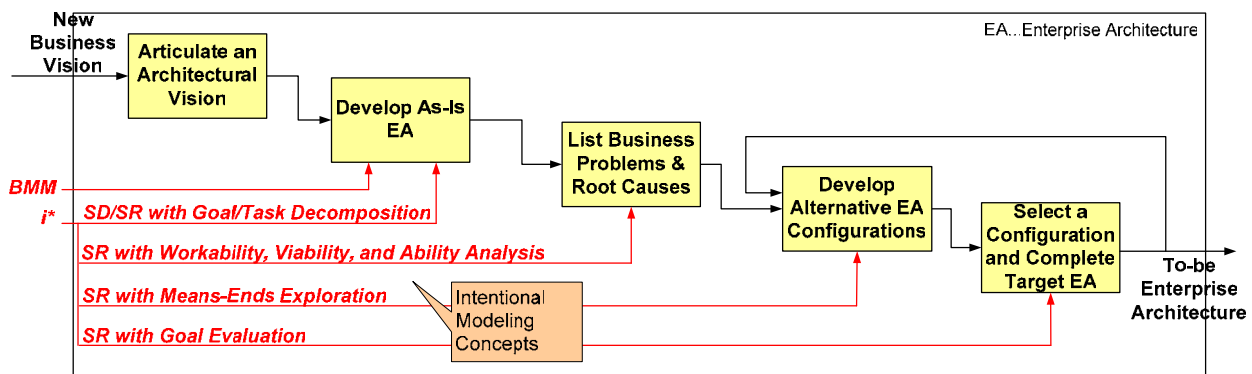 New
Business
Vision
EA...Enterprise Architecture
Articulate an
Architectural
Vision
Develop As-Is
EA
List Business
Problems &
Root Causes
Develop
Alternative EA
Configurations
Select a
Configuration
and Complete
Target EA
To-be
Enterprise
Architecture
BMM
i*
SD/SR with Goal/Task Decomposition
SR with Workability, Viability, and Ability Analysis
SR with Means-Ends Exploration
SR with Goal Evaluation
Intentional
Modeling
Concepts